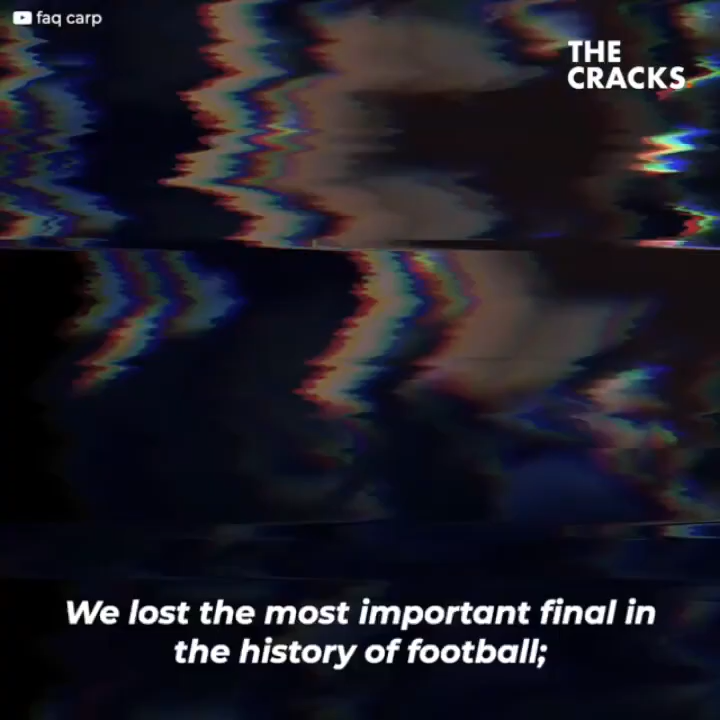 faq carp
THE
CRACKS
We lost the most important final in
the history of football;